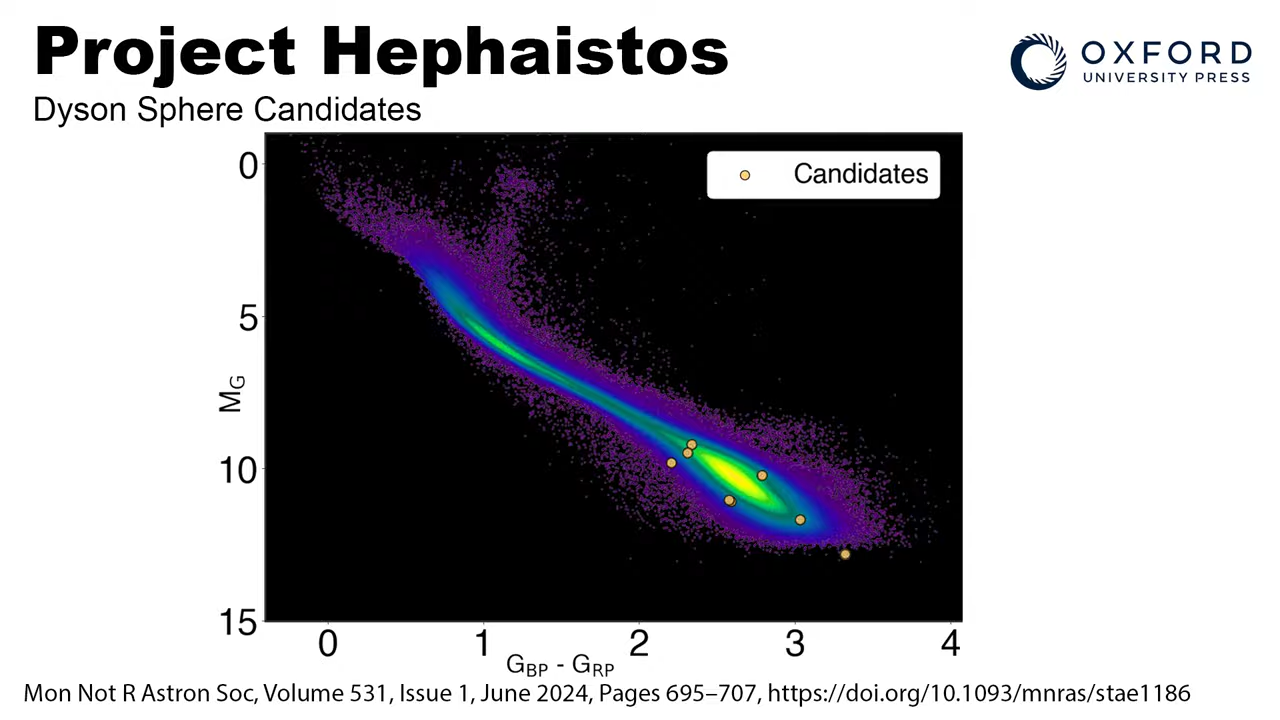 Project Hephaistos
OXFORD
UNIVERSITY PRESS
Dyson Sphere Candidates
Candidates
0
5
10
15
M_G
0 1 2 3 4
G_BP - G_RP
Mon Not R Astron Soc, Volume 531, Issue 1, June 2024, Pages 695–707, https://doi.org/10.1093/mnras/stae1186